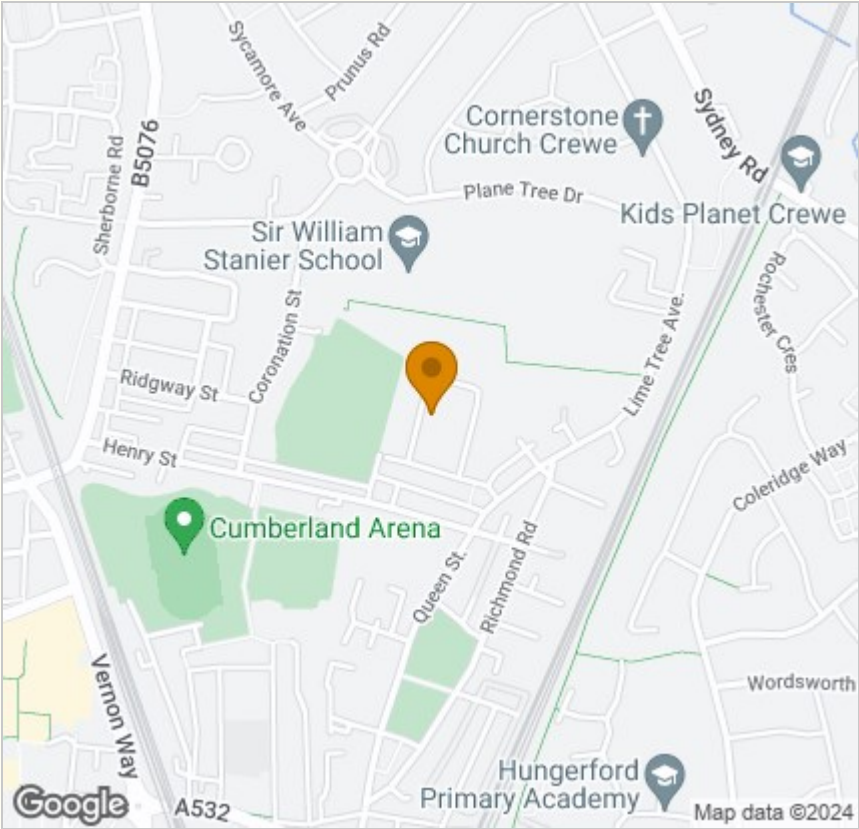 Sycamore Ave
Prunus Rd
B5076
Sherborne Rd
Cornerstone
Church Crewe
Sydney Rd
Plane Tree Dr
Kids Planet Crewe
Sir William
Stanier School
Coronation St
Rochester Cres
Lime Tree Ave.
Ridgway St
Henry St
Coleridge Way
Cumberland Arena
Queen St.
Richmond Rd
Vernon Way
Wordsworth
Hungerford
Primary Academy
Google
A532
Map data ©2024